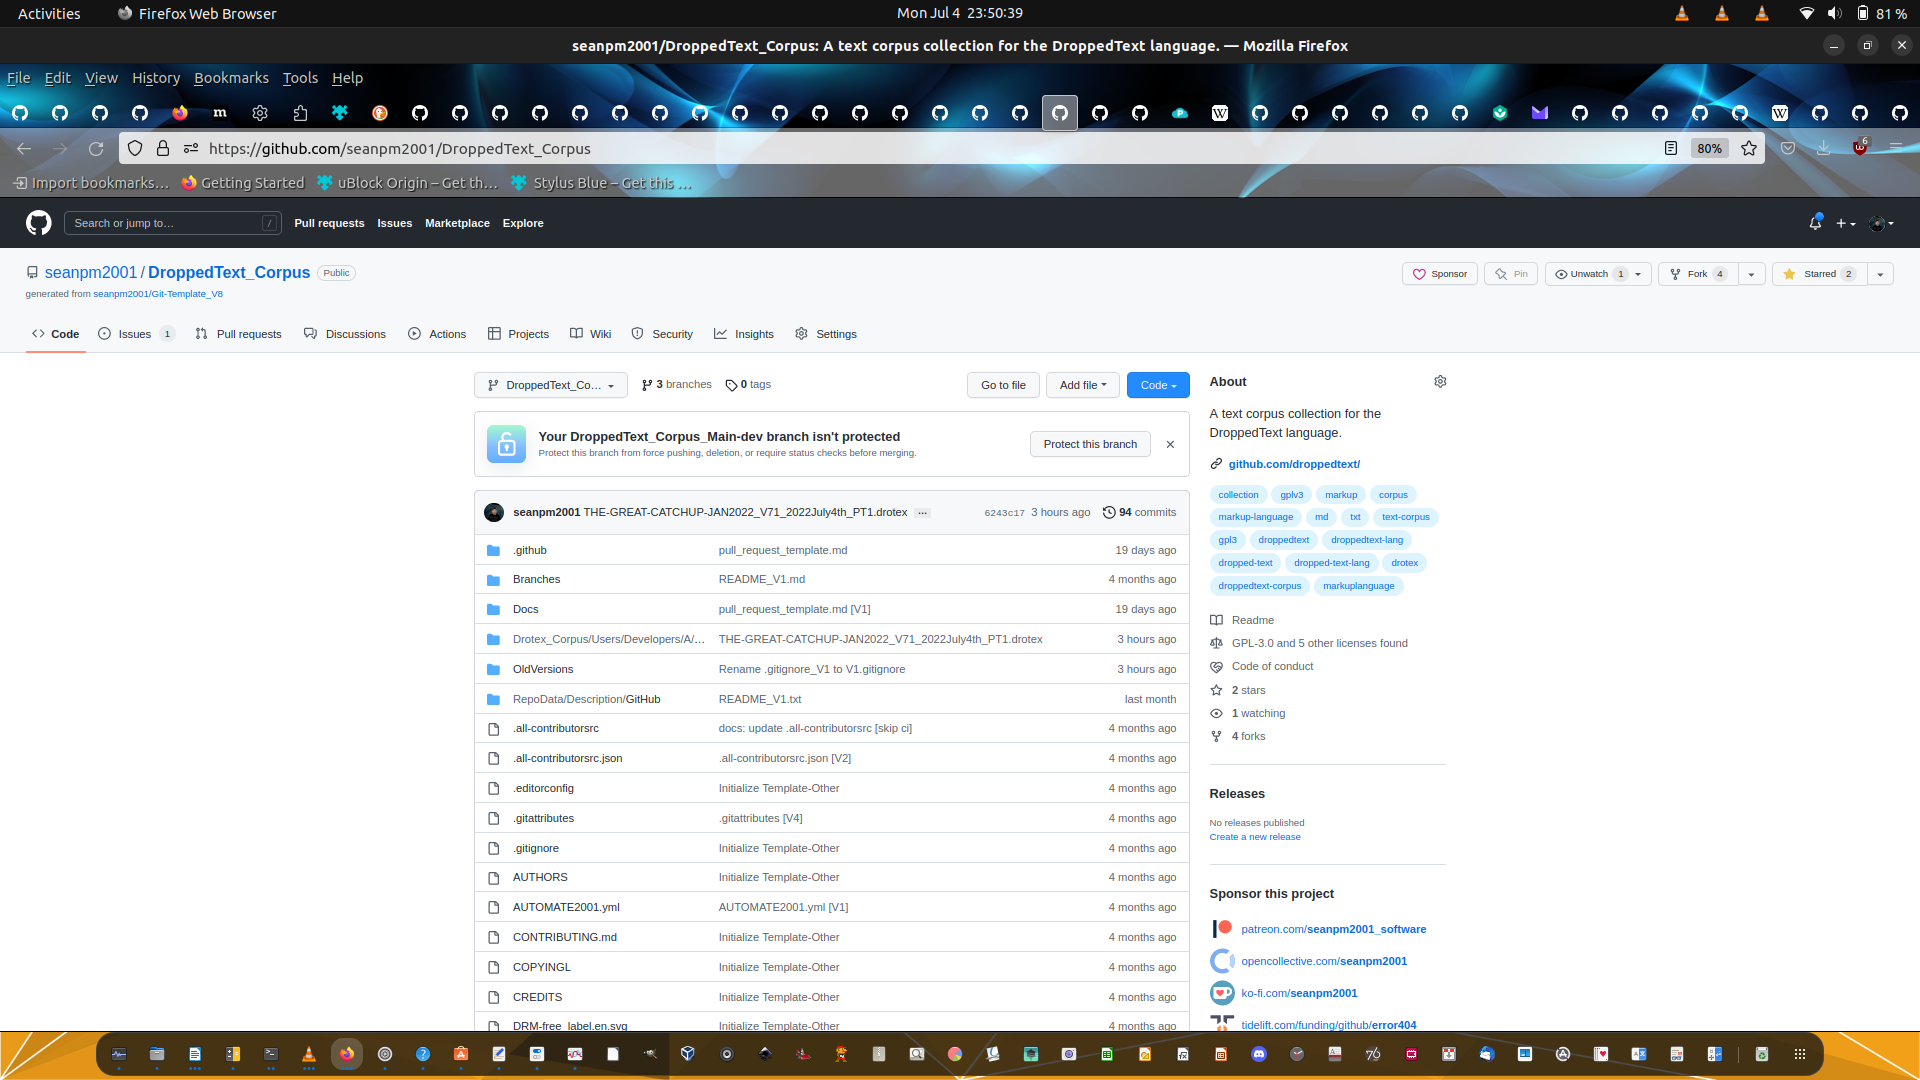 Activities
Firefox Web Browser
Mon Jul 4 23:50:39
81 %
seanpm2001/DroppedText_Corpus: A text corpus collection for the DroppedText language. — Mozilla Firefox
File Edit View History Bookmarks Tools Help
https://github.com/seanpm2001/DroppedText_Corpus
80%
6
Import bookmarks…
Getting Started
uBlock Origin – Get th…
Stylus Blue – Get this …
Search or jump to…
/
Pull requests Issues Marketplace Explore
seanpm2001 / DroppedText_Corpus Public
Sponsor
Pin
Unwatch 1
Fork 4
Starred 2
generated from seanpm2001/Git-Template_V8
Code
Issues 1
Pull requests
Discussions
Actions
Projects
Wiki
Security
Insights
Settings
DroppedText_Co…
3 branches
0 tags
Go to file
Add file
Code
Your DroppedText_Corpus_Main-dev branch isn't protected
Protect this branch from force pushing, deletion, or require status checks before merging.
Protect this branch
seanpm2001 THE-GREAT-CATCHUP-JAN2022_V71_2022July4th_PT1.drotex … 6243c17 3 hours ago 94 commits
.github pull_request_template.md 19 days ago
Branches README_V1.md 4 months ago
Docs pull_request_template.md [V1] 19 days ago
Drotex_Corpus/Users/Developers/A/… THE-GREAT-CATCHUP-JAN2022_V71_2022July4th_PT1.drotex 3 hours ago
OldVersions Rename .gitignore_V1 to V1.gitignore 3 hours ago
RepoData/Description/GitHub README_V1.txt last month
.all-contributorsrc docs: update .all-contributorsrc [skip ci] 4 months ago
.all-contributorsrc.json .all-contributorsrc.json [V2] 4 months ago
.editorconfig Initialize Template-Other 4 months ago
.gitattributes .gitattributes [V4] 4 months ago
.gitignore Initialize Template-Other 4 months ago
AUTHORS Initialize Template-Other 4 months ago
AUTOMATE2001.yml AUTOMATE2001.yml [V1] 4 months ago
CONTRIBUTING.md Initialize Template-Other 4 months ago
COPYINGL Initialize Template-Other 4 months ago
CREDITS Initialize Template-Other 4 months ago
DRM-free_label.en.svg Initialize Template-Other 4 months ago
About
A text corpus collection for the
DroppedText language.
github.com/droppedtext/
collection gplv3 markup corpus
markup-language md txt text-corpus
gpl3 droppedtext droppedtext-lang
dropped-text dropped-text-lang drotex
droppedtext-corpus markuplanguage
Readme
GPL-3.0 and 5 other licenses found
Code of conduct
2 stars
1 watching
4 forks
Releases
No releases published
Create a new release
Sponsor this project
patreon.com/seanpm2001_software
opencollective.com/seanpm2001
ko-fi.com/seanpm2001
tidelift.com/funding/github/error404